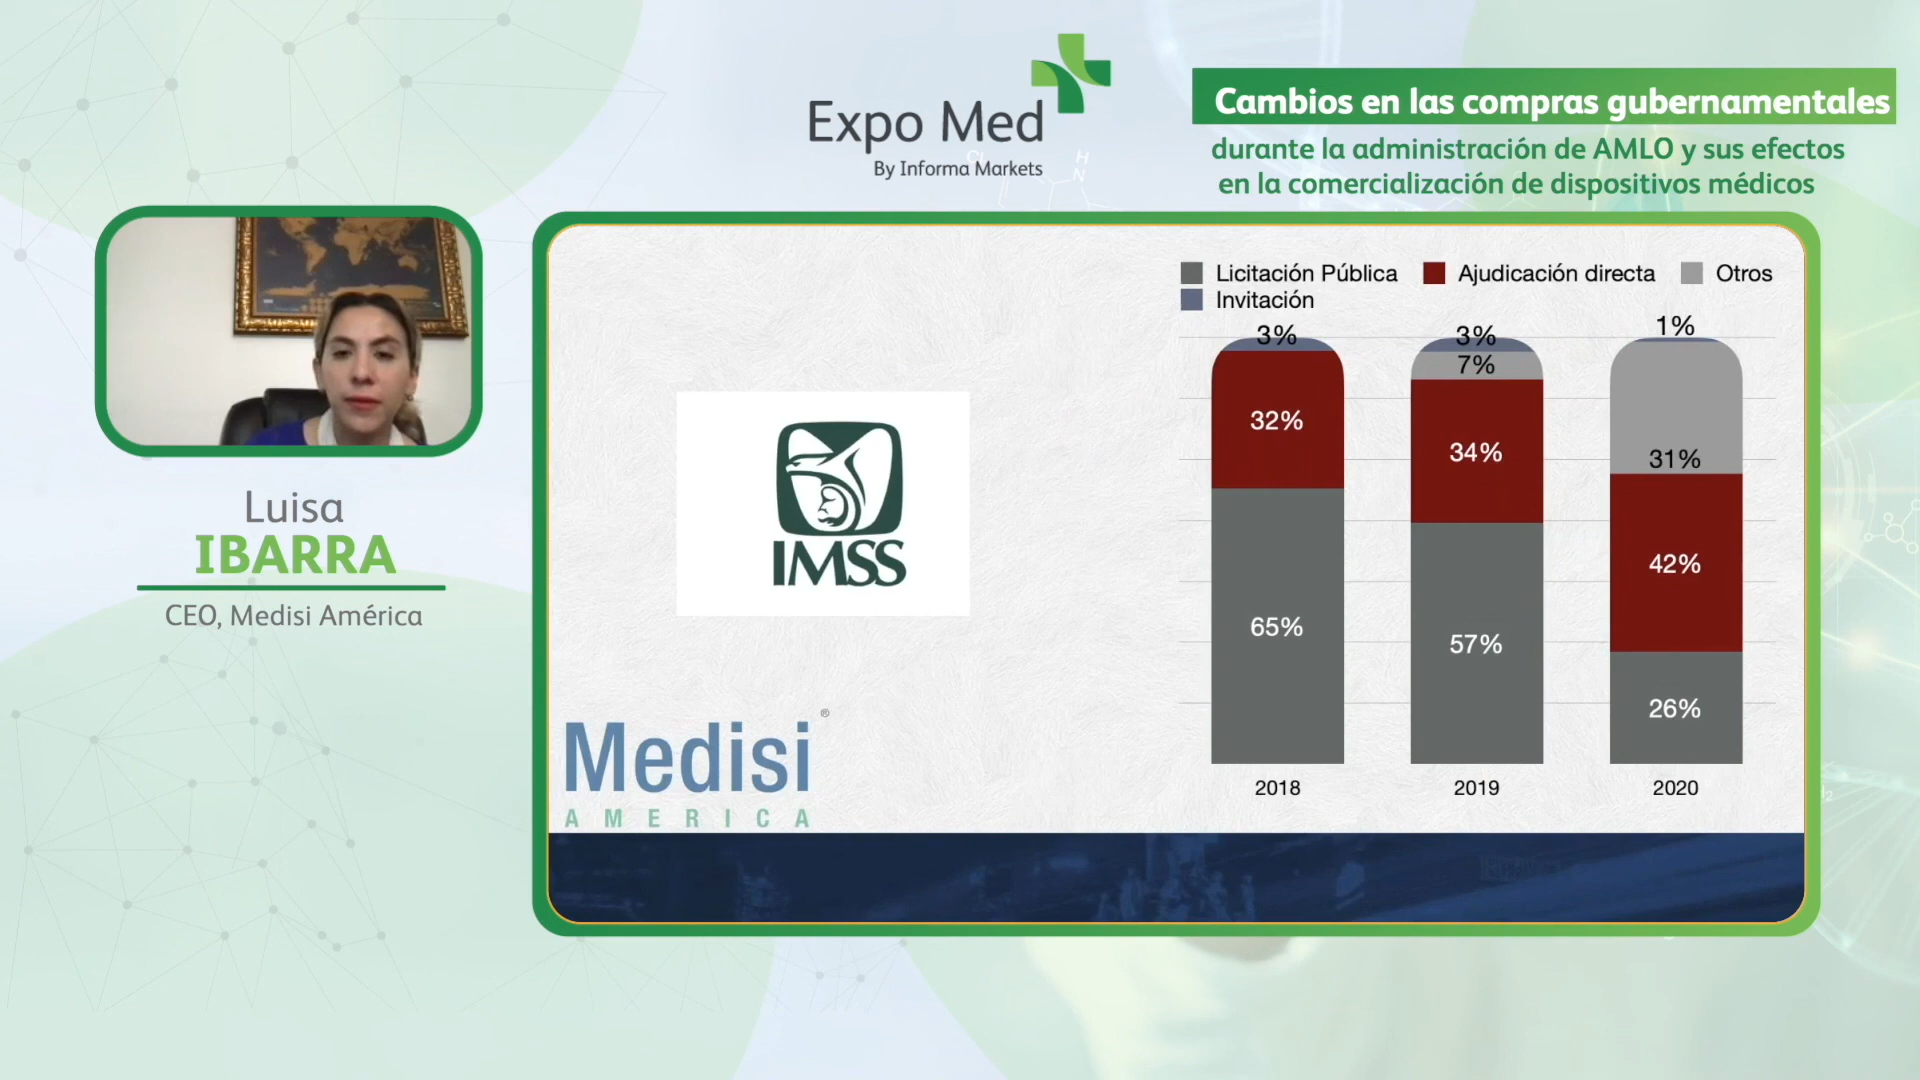 Expo Med
By Informa Markets
Cambios en las compras gubernamentales
durante la administración de AMLO y sus efectos
en la comercialización de dispositivos médicos
Luisa
IBARRA
CEO, Medisi América
IMSS
Medisi®
AMERICA
Licitación Pública
Ajudicación directa
Otros
Invitación
3%
3%
1%
7%
32%
34%
31%
42%
65%
57%
26%
2018
2019
2020